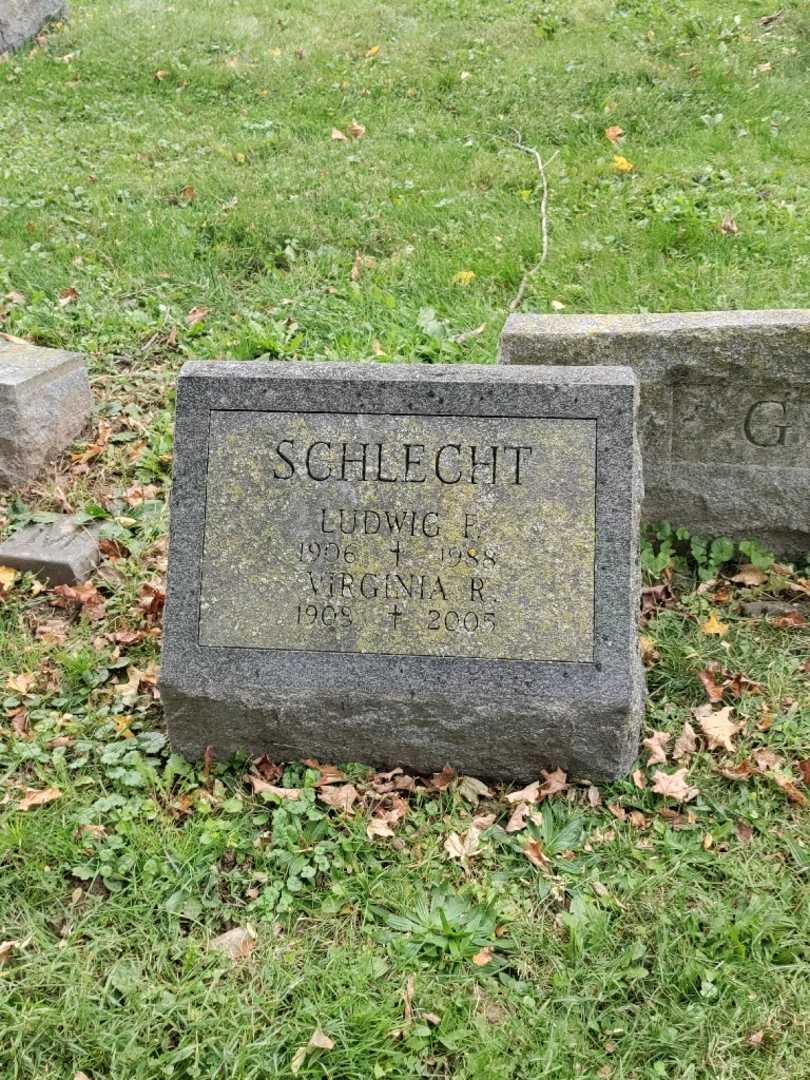 SCHLECHT
LUDWIG F.
1906 † 1988
VIRGINIA R.
1908 † 2005
G